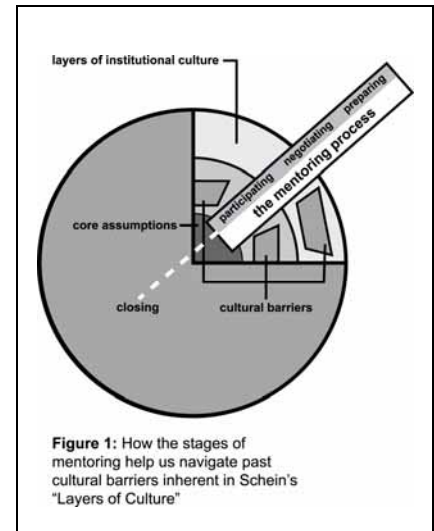 layers of institutional culture
preparing
negotiating
participating
the mentoring process
core assumptions
closing
cultural barriers
Figure 1: How the stages of
mentoring help us navigate past
cultural barriers inherent in Schein's
"Layers of Culture"